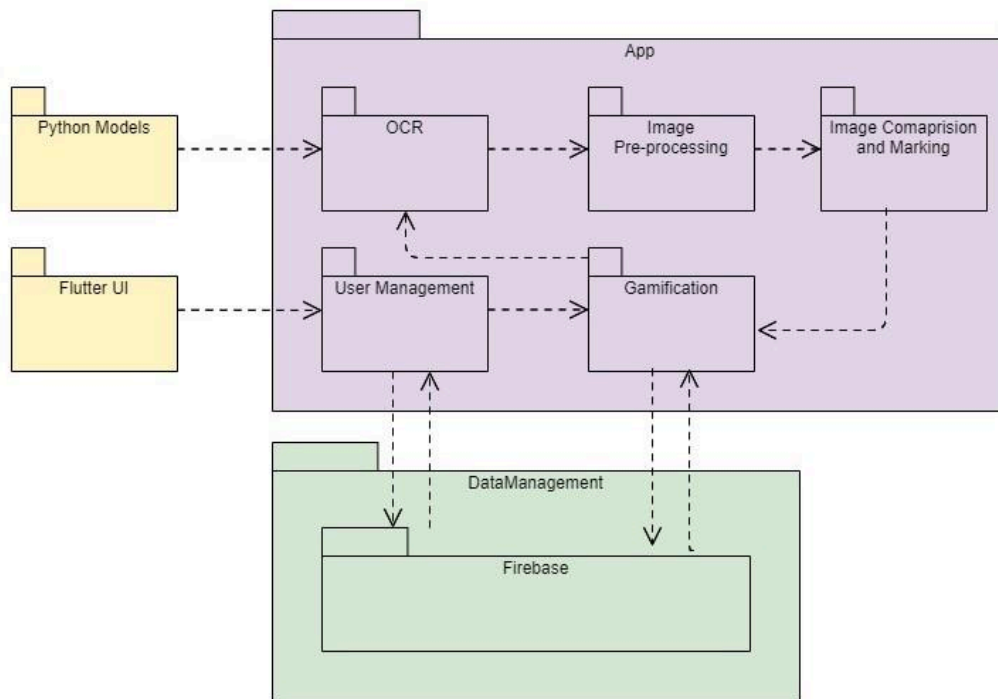 App
Python Models
OCR
Image
Pre-processing
Image Comaprision
and Marking
Flutter UI
User Management
Gamification
DataManagement
Firebase